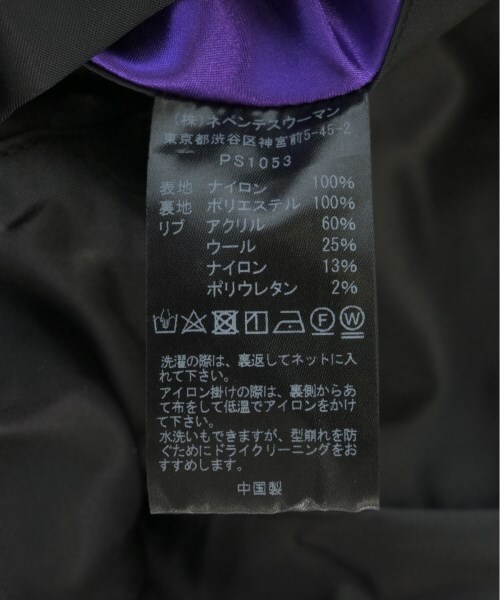 (株)ネペンテスウーマン
東京都渋谷区神宮前5-45-2
PS1053
表地 ナイロン 100%
裏地 ポリエステル 100%
リブ アクリル 60%
ウール 25%
ナイロン 13%
ポリウレタン 2%
F W
洗濯の際は、裏返してネットに入
れて下さい。
アイロン掛けの際は、裏側からあ
て布をして低温でアイロンをかけ
て下さい。
水洗いもできますが、型崩れを防
ぐためにドライクリーニングをお
すすめします。
中国製